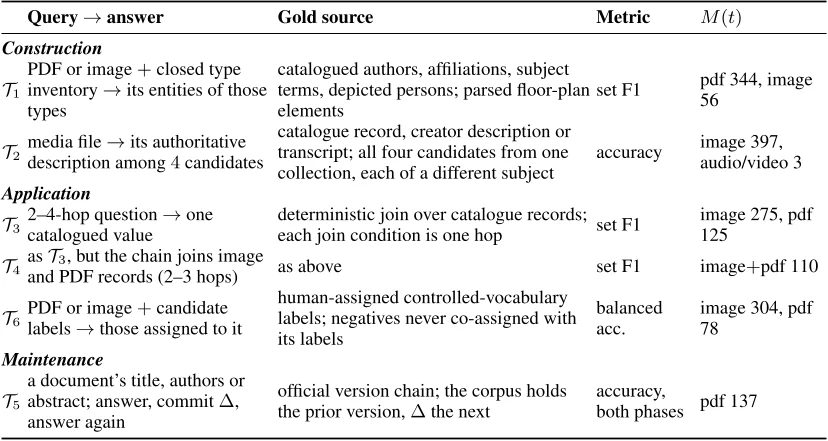 Query → answer Gold source Metric M(t)
Construction
T1 PDF or image + closed type inventory → its entities of those types catalogued authors, affiliations, subject terms, depicted persons; parsed floor-plan elements set F1 pdf 344, image 56
T2 media file → its authoritative description among 4 candidates catalogue record, creator description or transcript; all four candidates from one collection, each of a different subject accuracy image 397, audio/video 3
Application
T3 2–4-hop question → one catalogued value deterministic join over catalogue records; each join condition is one hop set F1 image 275, pdf 125
T4 as T3, but the chain joins image and PDF records (2–3 hops) as above set F1 image+pdf 110
T6 PDF or image + candidate labels → those assigned to it human-assigned controlled-vocabulary labels; negatives never co-assigned with its labels balanced acc. image 304, pdf 78
Maintenance
T5 a document's title, authors or abstract; answer, commit Δ, answer again official version chain; the corpus holds the prior version, Δ the next accuracy, both phases pdf 137